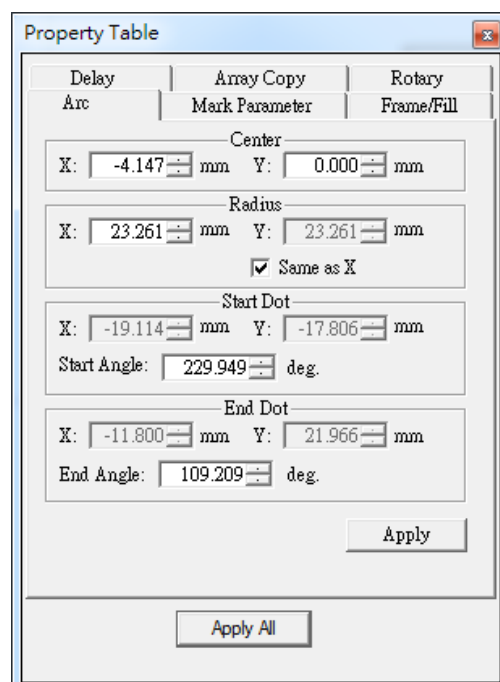 Property Table
Delay Array Copy Rotary
Arc Mark Parameter Frame/Fill
Center
X: -4.147 mm Y: 0.000 mm
Radius
X: 23.261 mm Y: 23.261 mm
Same as X
Start Dot
X: -19.114 mm Y: -17.806 mm
Start Angle: 229.949 deg.
End Dot
X: -11.800 mm Y: 21.966 mm
End Angle: 109.209 deg.
Apply
Apply All